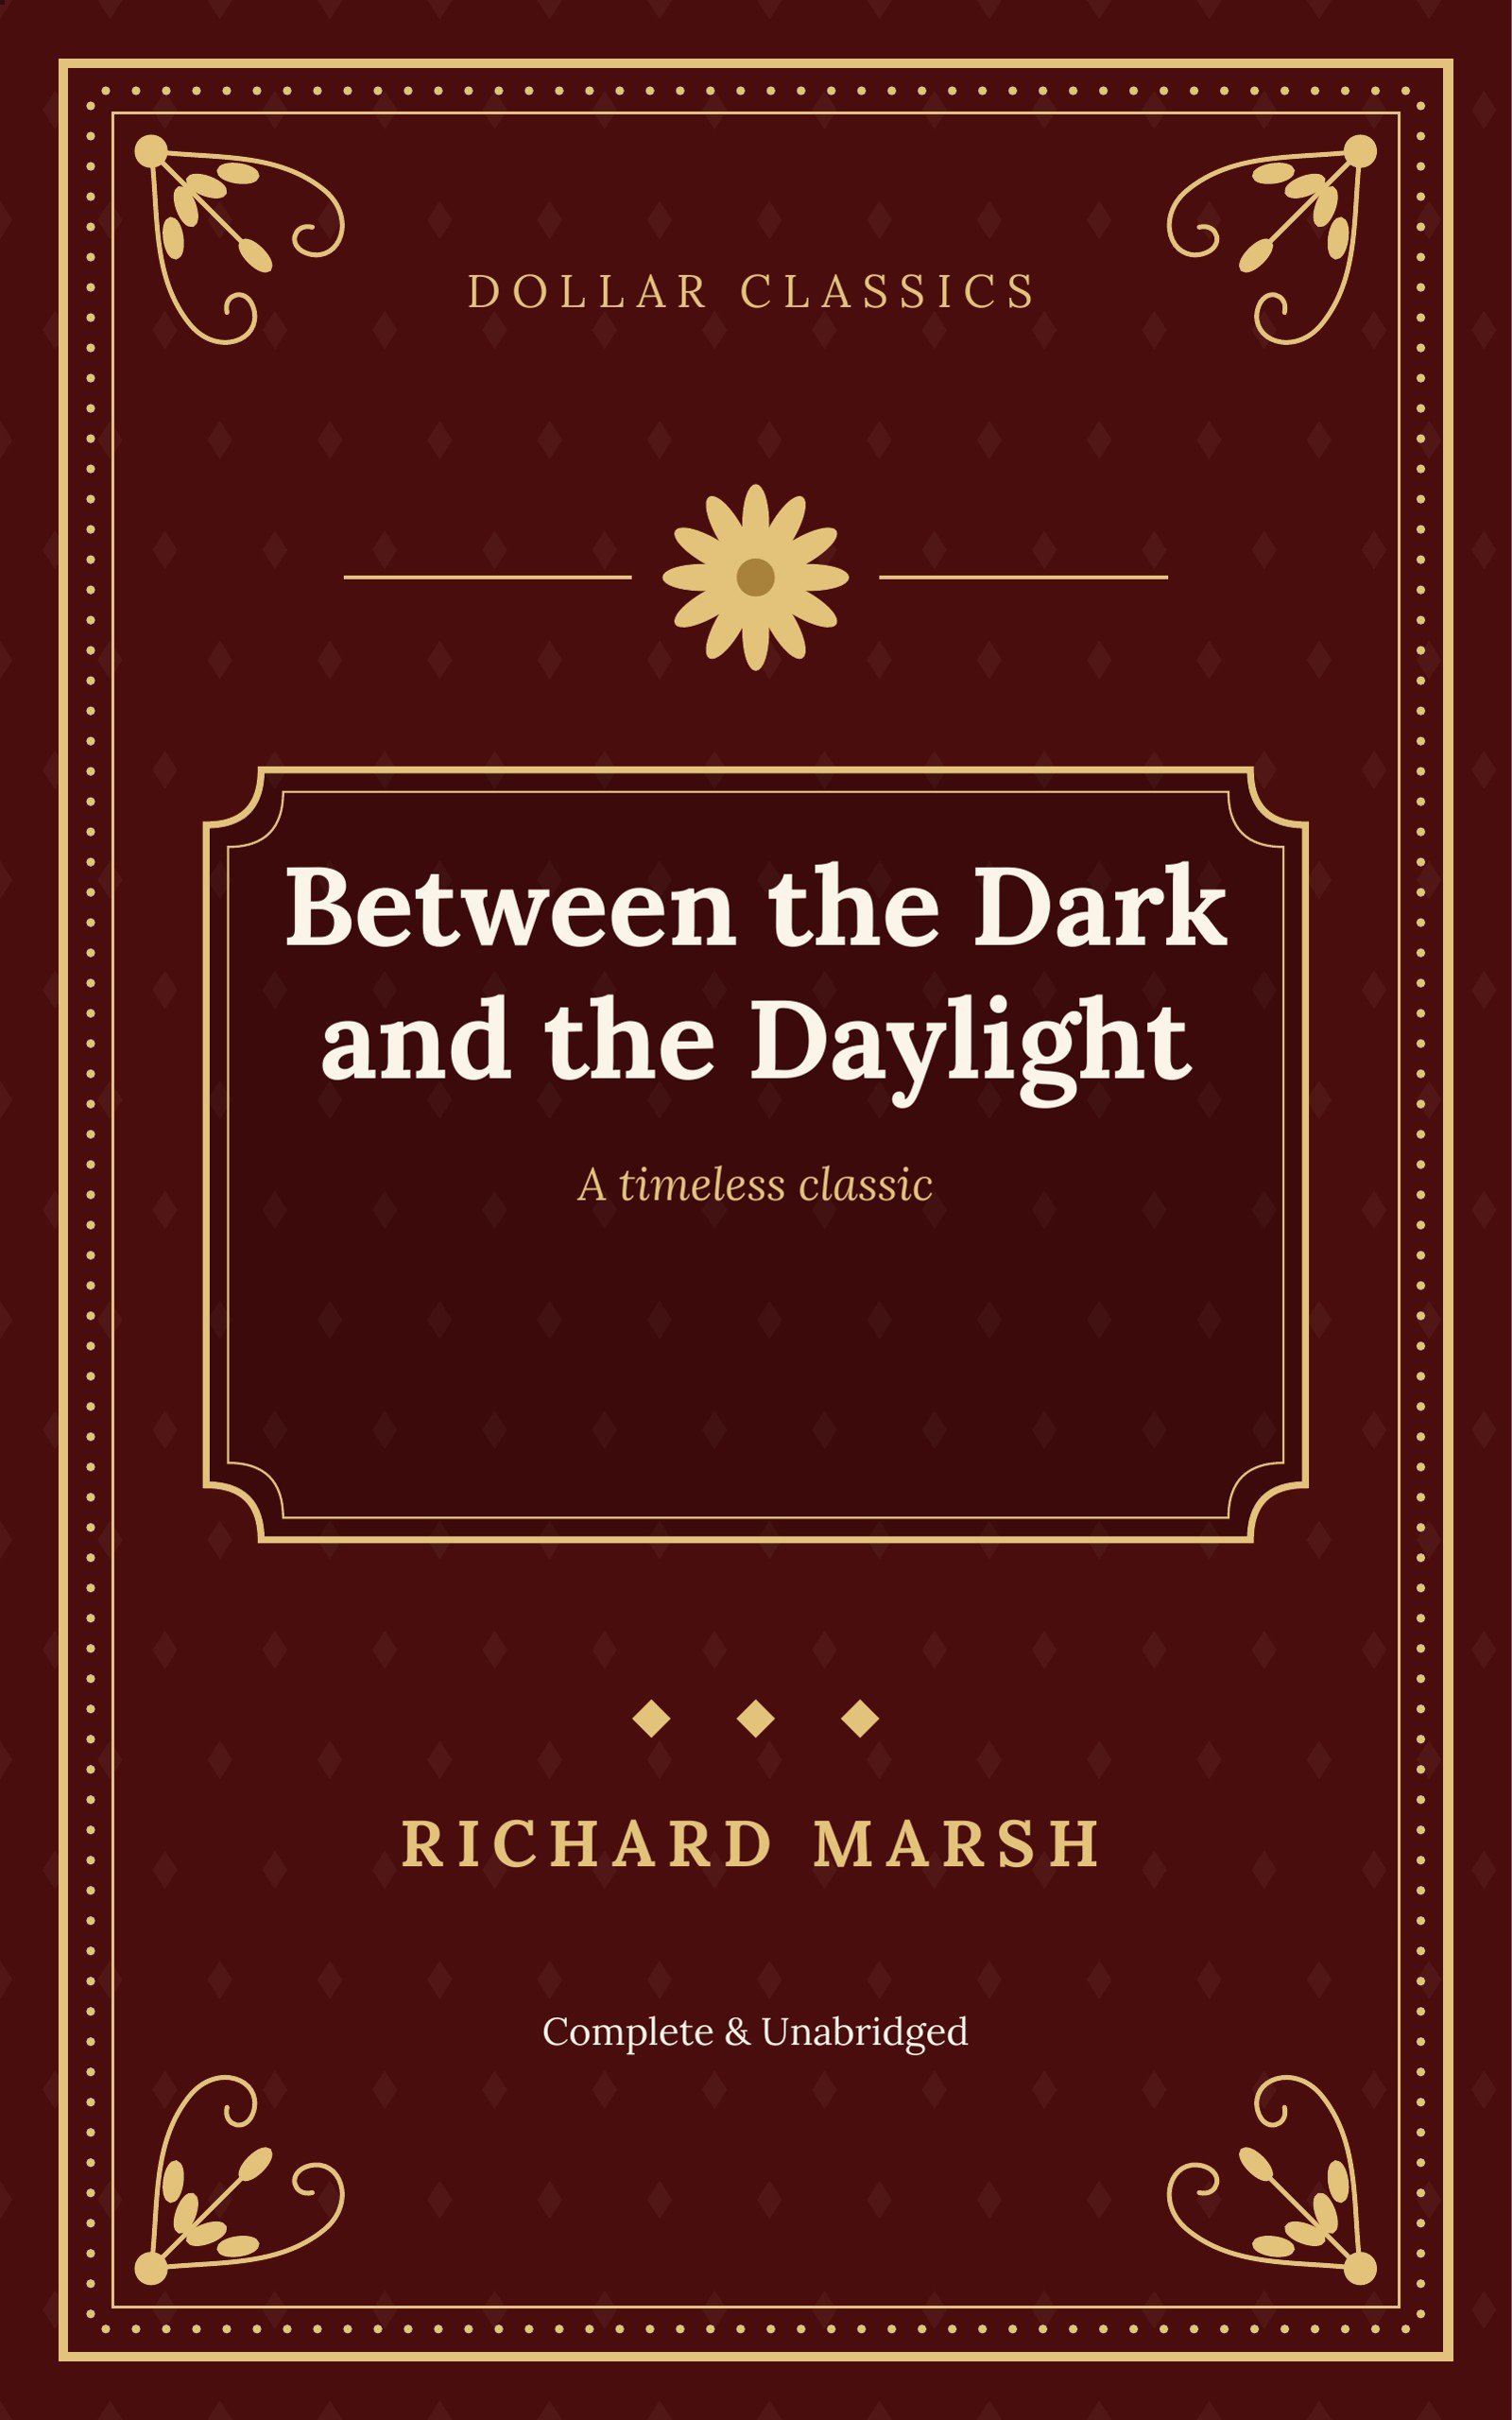 DOLLAR CLASSICS
Between the Dark
and the Daylight
A timeless classic
RICHARD MARSH
Complete & Unabridged